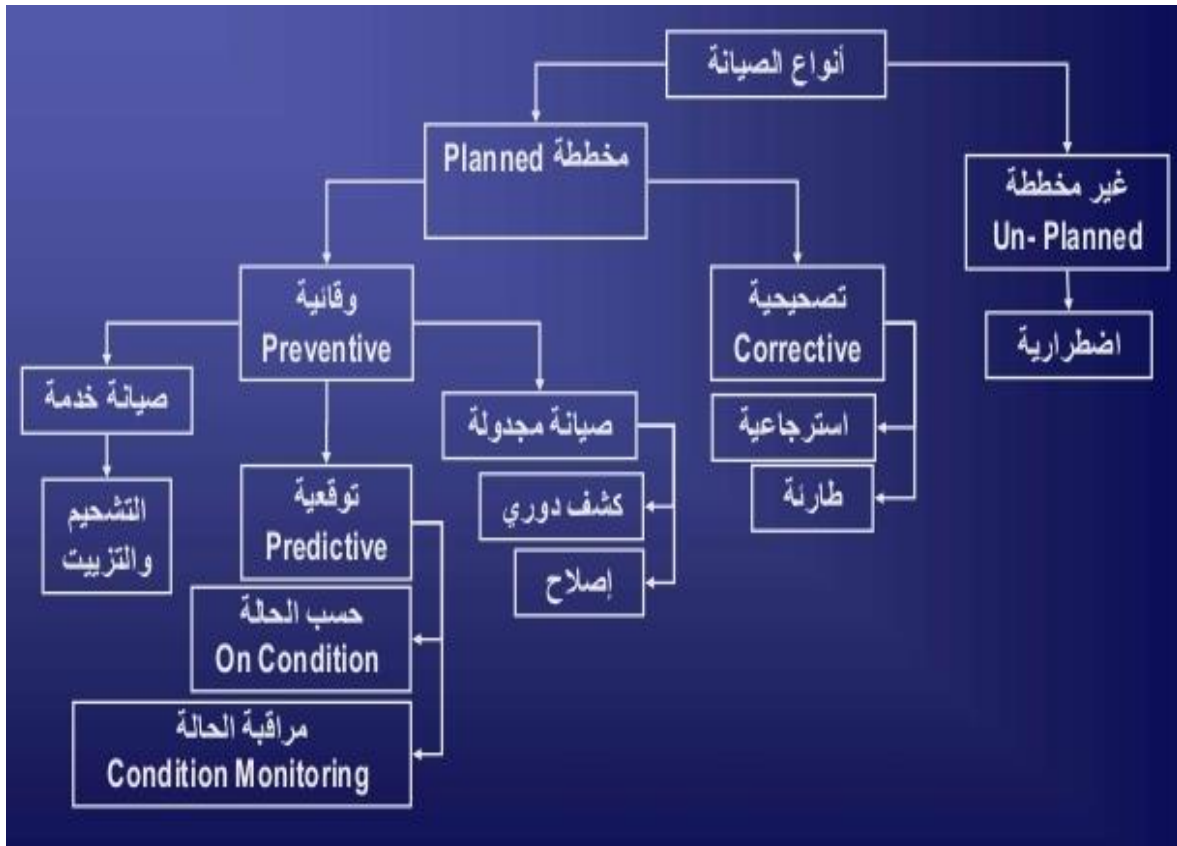 أنواع الصيانة
مخططة Planned
غير مخططة
Un- Planned
وقائية
Preventive
تصحيحية
Corrective
اضطرارية
صيانة خدمة
صيانة مجدولة
استرجاعية
طارئة
التشحيم
والتزييت
توقعية
Predictive
كشف دوري
إصلاح
حسب الحالة
On Condition
مراقبة الحالة
Condition Monitoring